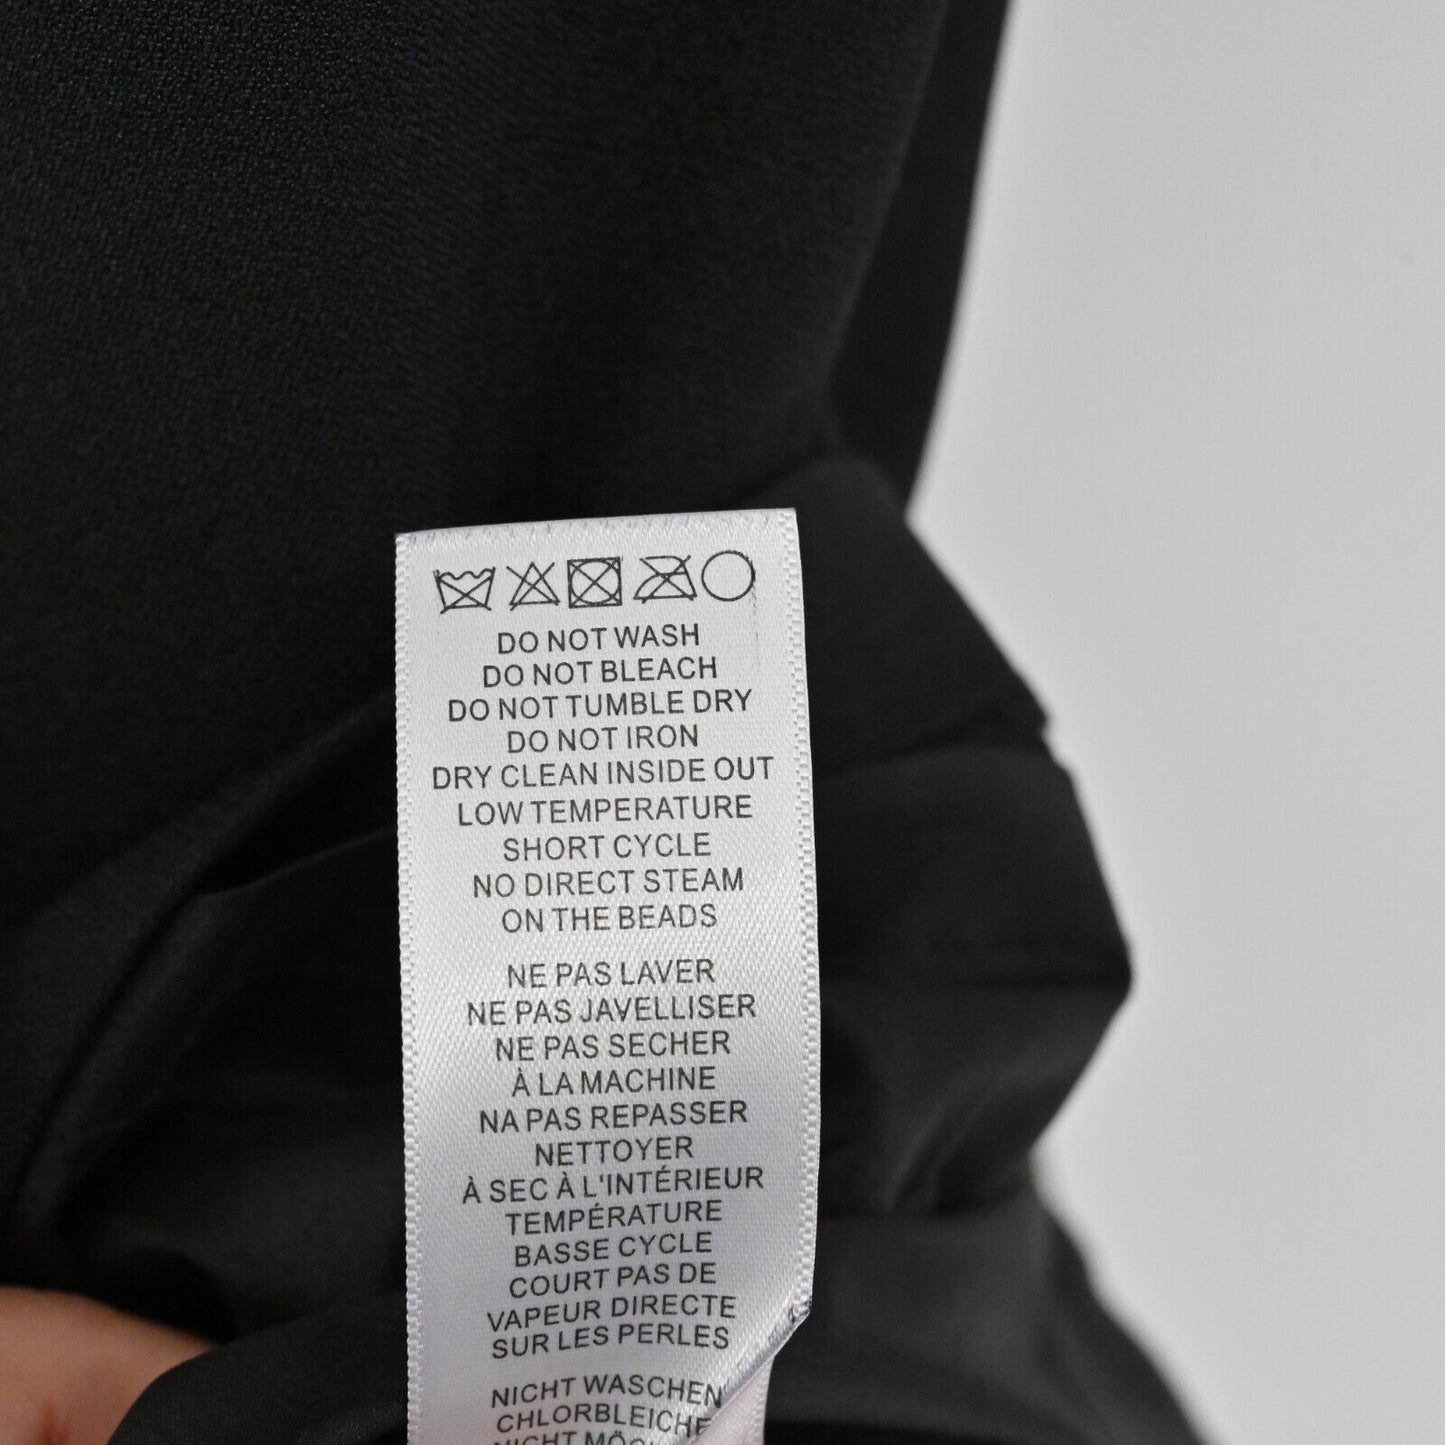 DO NOT WASH
DO NOT BLEACH
DO NOT TUMBLE DRY
DO NOT IRON
DRY CLEAN INSIDE OUT
LOW TEMPERATURE
SHORT CYCLE
NO DIRECT STEAM
ON THE BEADS
NE PAS LAVER
NE PAS JAVELLISER
NE PAS SECHER
À LA MACHINE
NA PAS REPASSER
NETTOYER
À SEC À L'INTÉRIEUR
TEMPÉRATURE
BASSE CYCLE
COURT PAS DE
VAPEUR DIRECTE
SUR LES PERLES
NICHT WASCHEN
CHLORBLEICHE
NICHT